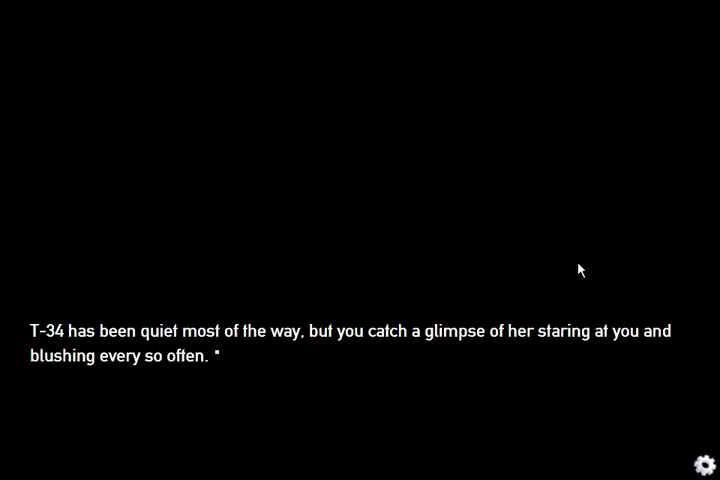 T-34 has been quiet most of the way, but you catch a glimpse of her staring at you and
blushing every so often.